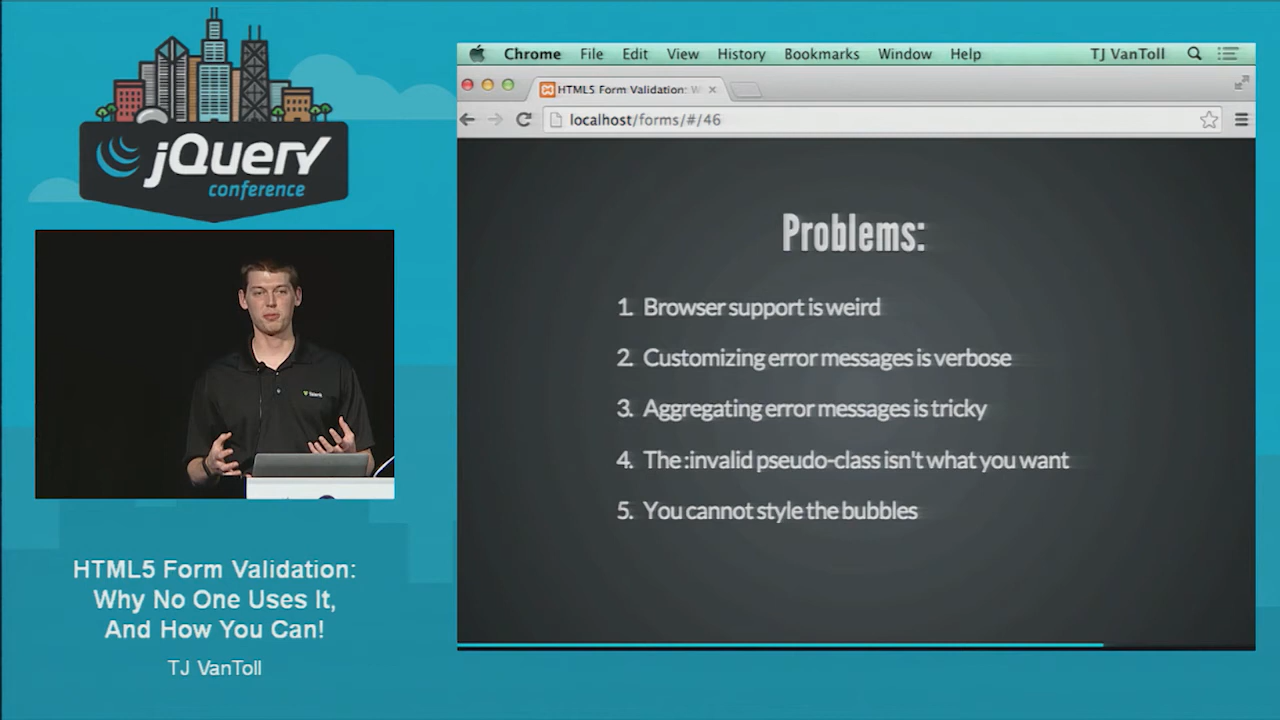 jQuery
conference
HTML5 Form Validation:
Why No One Uses It,
And How You Can!
TJ VanToll
Chrome File Edit View History Bookmarks Window Help TJ VanToll
HTML5 Form Validation: W
localhost/forms/#/46
Problems:
1. Browser support is weird
2. Customizing error messages is verbose
3. Aggregating error messages is tricky
4. The :invalid pseudo-class isn't what you want
5. You cannot style the bubbles